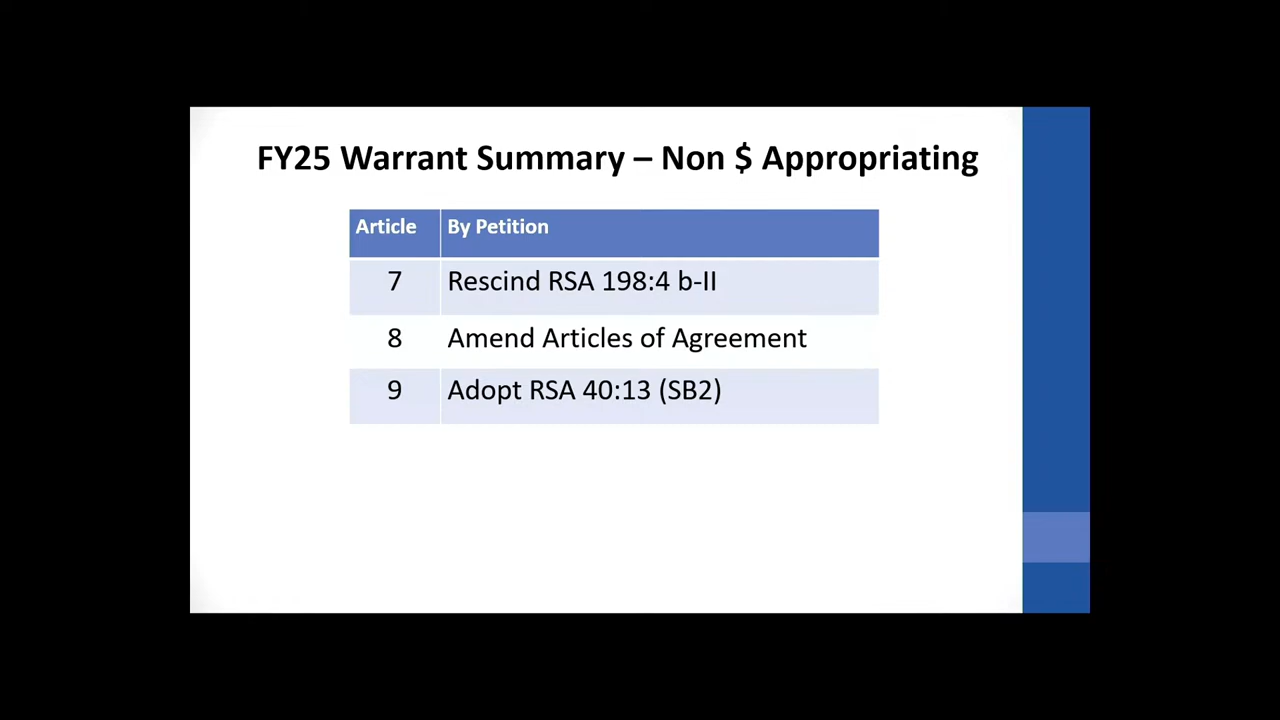 FY25 Warrant Summary – Non $ Appropriating
Article By Petition
7 Rescind RSA 198:4 b-II
8 Amend Articles of Agreement
9 Adopt RSA 40:13 (SB2)